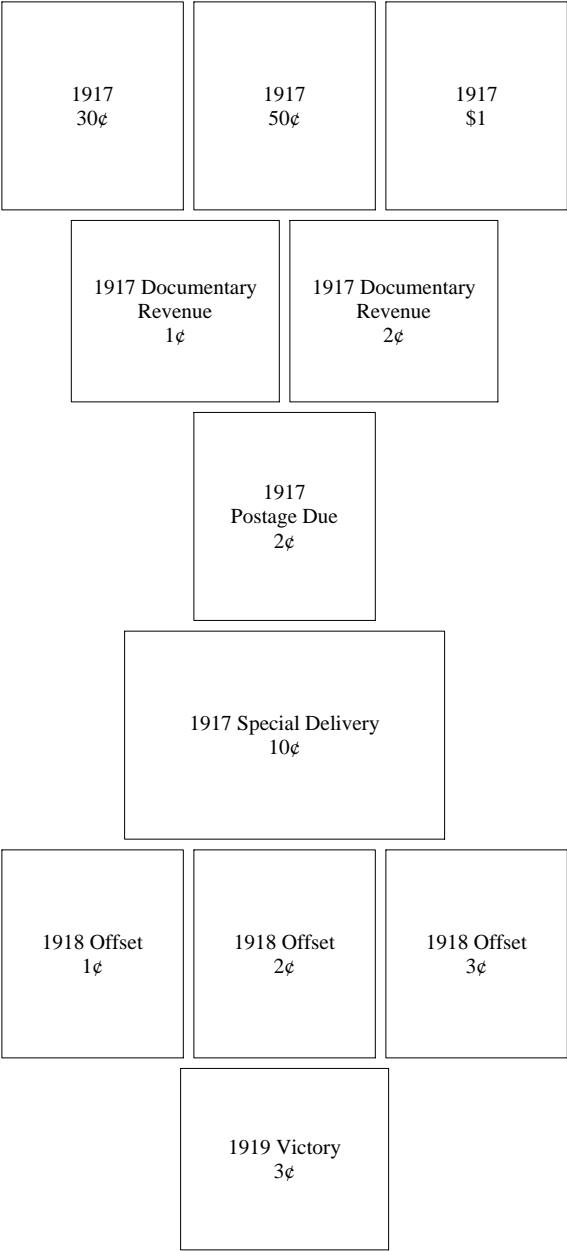 1917
30¢
1917
50¢
1917
$1
1917 Documentary
Revenue
1¢
1917 Documentary
Revenue
2¢
1917
Postage Due
2¢
1917 Special Delivery
10¢
1918 Offset
1¢
1918 Offset
2¢
1918 Offset
3¢
1919 Victory
3¢